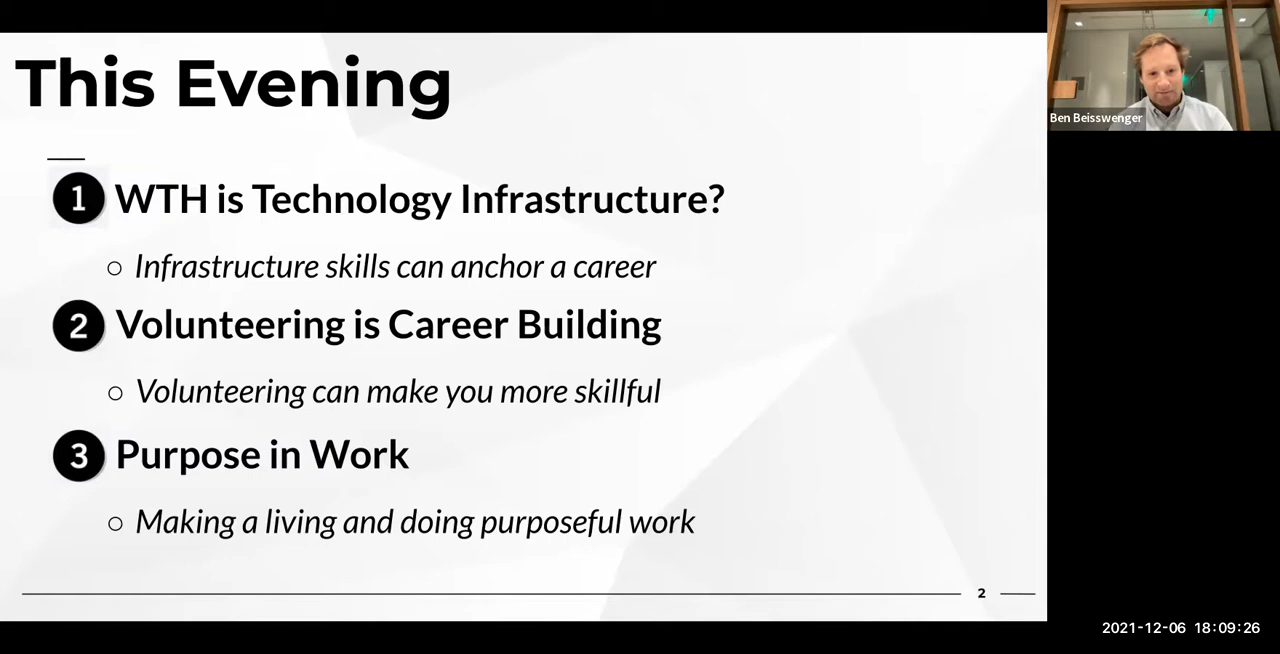 This Evening
1 WTH is Technology Infrastructure?
○ Infrastructure skills can anchor a career
2 Volunteering is Career Building
○ Volunteering can make you more skillful
3 Purpose in Work
○ Making a living and doing purposeful work
2
Ben Beisswenger
2021-12-06 18:09:26